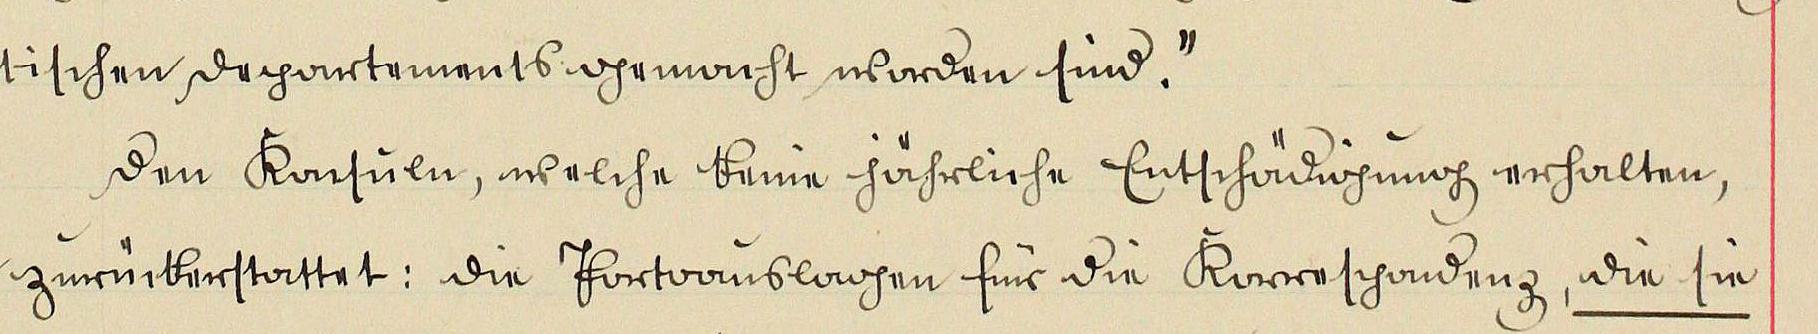 tischen Departements gemacht worden sind."
Den Konsuln, welche keine jährliche Entschädigung erhalten,
zurückerstattet: die Portoauslagen für die Korrespondenz, die sie